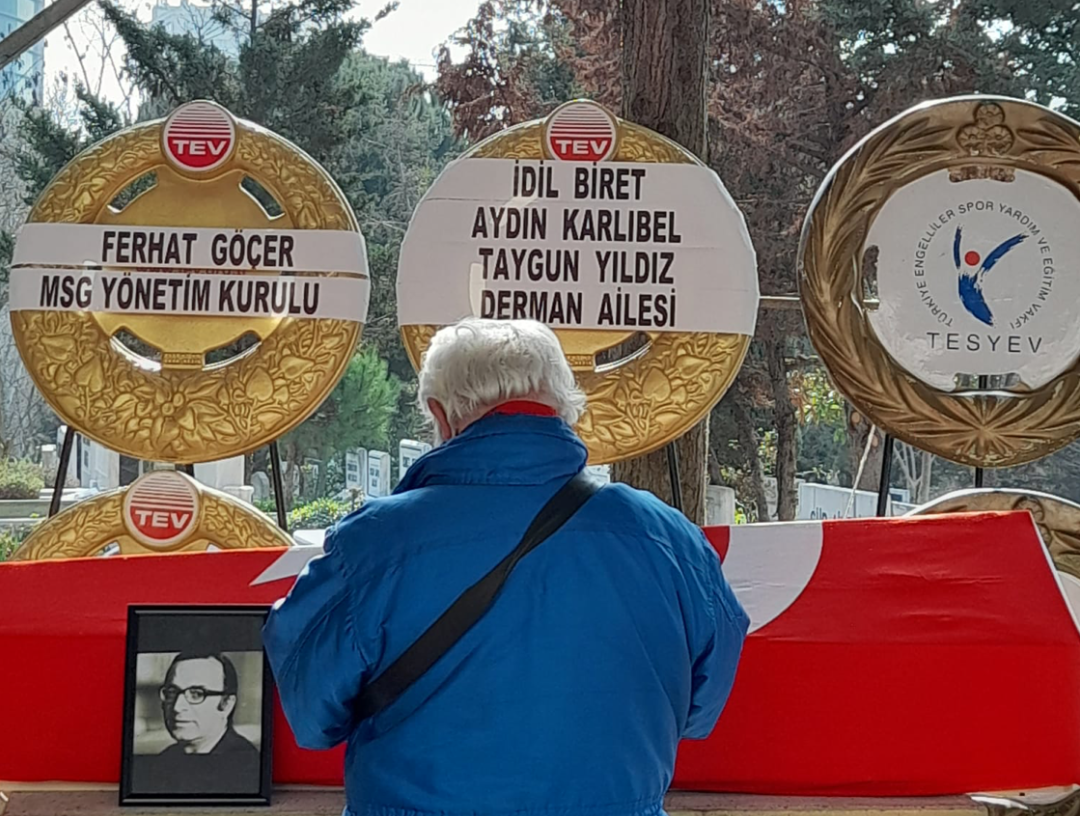 TEV
FERHAT GÖÇER
MSG YÖNETİM KURULU
TEV
İDİL BİRET
AYDIN KARLIBEL
TAYGUN YILDIZ
DERMAN AİLESİ
TÜRKİYE ENGELLİLER SPOR YARDIM VE EĞİTİM VAKFI
TESYEV
TEV